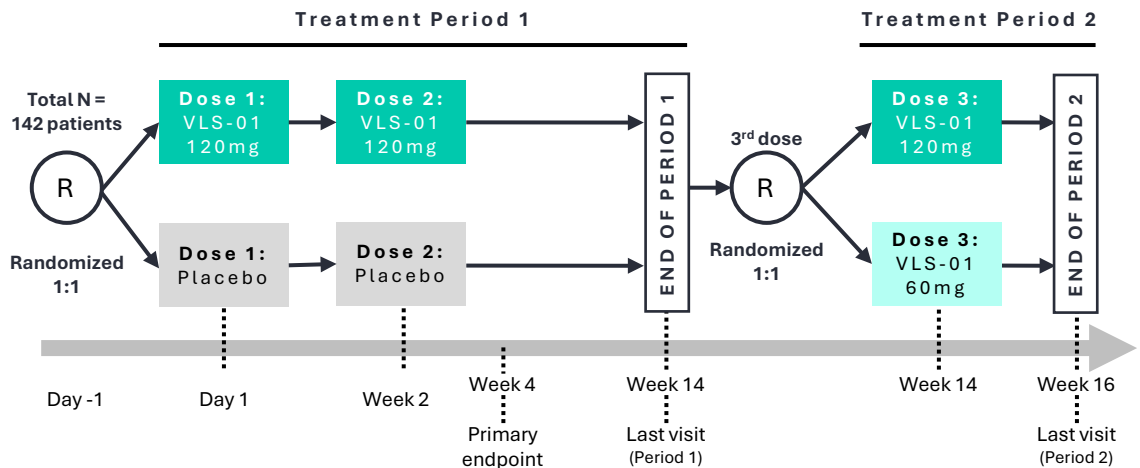 Treatment Period 1
Treatment Period 2
Total N =
142 patients
R
Randomized
1:1
Dose 1:
VLS-01
120mg
Dose 2:
VLS-01
120mg
Dose 1:
Placebo
Dose 2:
Placebo
END OF PERIOD 1
3rd dose
R
Randomized
1:1
Dose 3:
VLS-01
120mg
Dose 3:
VLS-01
60mg
END OF PERIOD 2
Day -1
Day 1
Week 2
Week 4
Primary
endpoint
Week 14
Last visit
(Period 1)
Week 14
Week 16
Last visit
(Period 2)